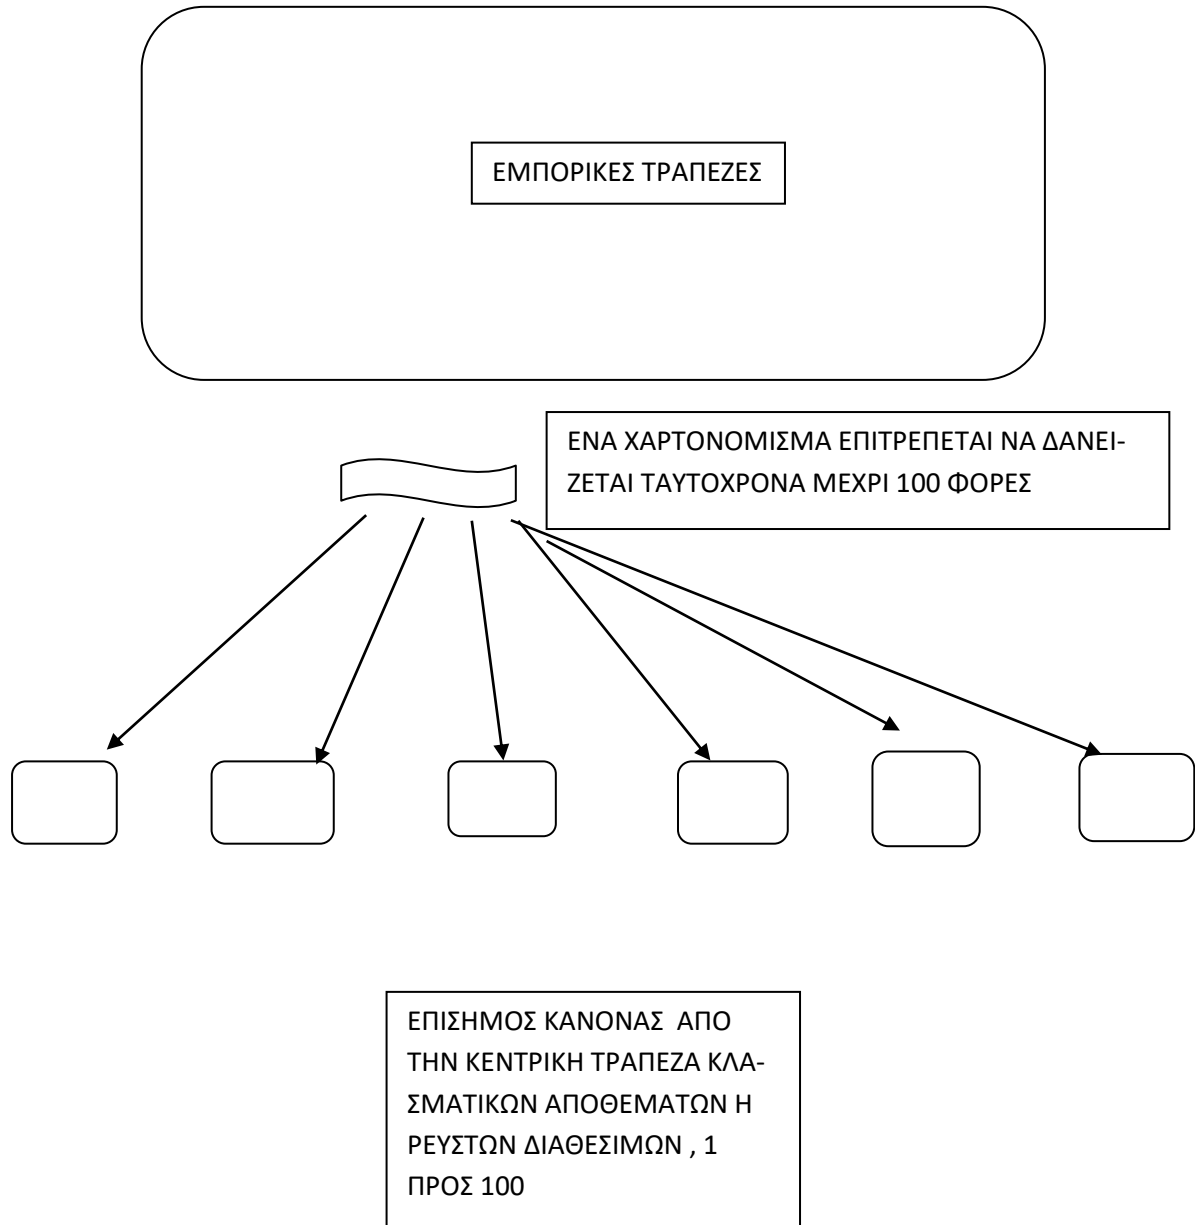 ΕΜΠΟΡΙΚΕΣ ΤΡΑΠΕΖΕΣ
ΕΝΑ ΧΑΡΤΟΝΟΜΙΣΜΑ ΕΠΙΤΡΕΠΕΤΑΙ ΝΑ ΔΑΝΕΙ-
ΖΕΤΑΙ ΤΑΥΤΟΧΡΟΝΑ ΜΕΧΡΙ 100 ΦΟΡΕΣ
ΕΠΙΣΗΜΟΣ ΚΑΝΟΝΑΣ ΑΠΟ
ΤΗΝ ΚΕΝΤΡΙΚΗ ΤΡΑΠΕΖΑ ΚΛΑ-
ΣΜΑΤΙΚΩΝ ΑΠΟΘΕΜΑΤΩΝ Η
ΡΕΥΣΤΩΝ ΔΙΑΘΕΣΙΜΩΝ , 1
ΠΡΟΣ 100